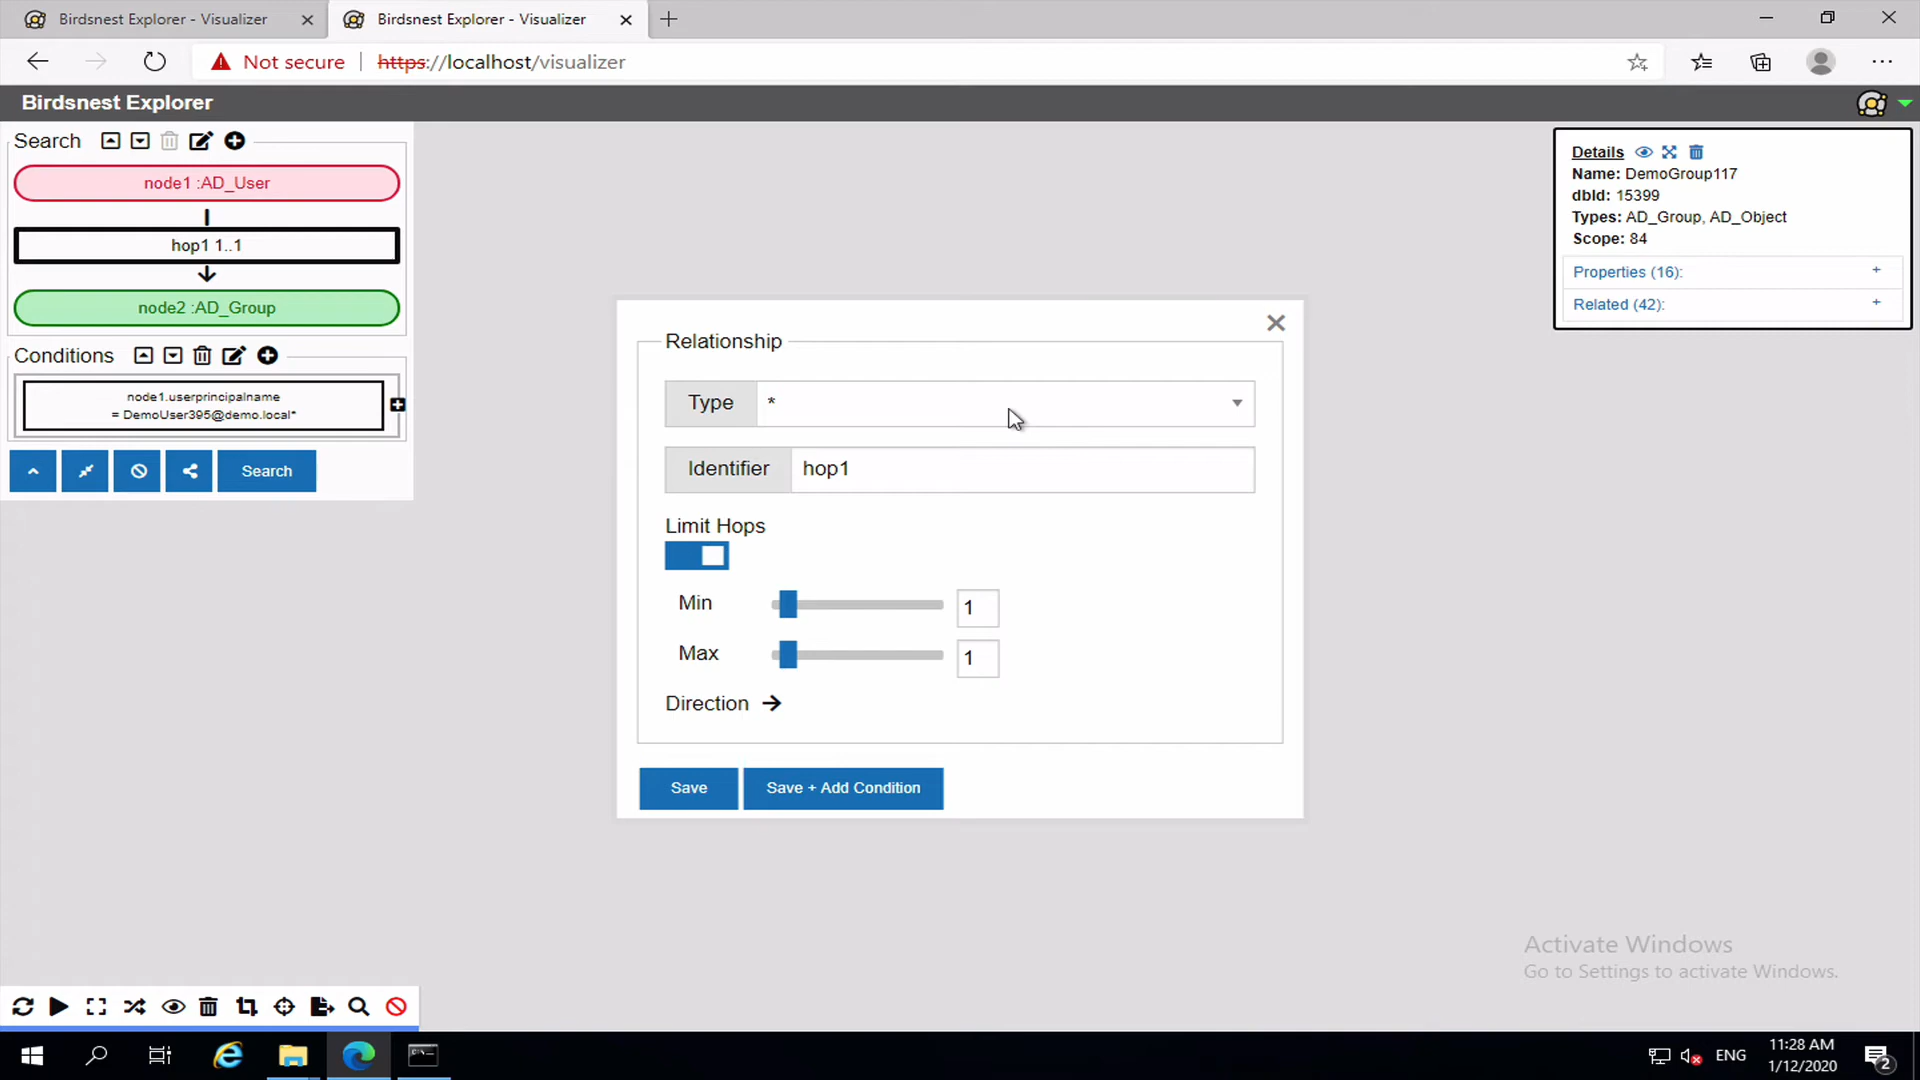 Birdsnest Explorer - Visualizer
Birdsnest Explorer - Visualizer
Not secure
https://localhost/visualizer
Birdsnest Explorer
Search
node1 :AD_User
hop1 1..1
node2 :AD_Group
Conditions
node1.userprincipalname
= DemoUser395@demo.local*
Search
Relationship
Type *
Identifier hop1
Limit Hops
Min 1
Max 1
Direction
Save
Save + Add Condition
Details
Name: DemoGroup117
dbId: 15399
Types: AD_Group, AD_Object
Scope: 84
Properties (16): +
Related (42): +
Activate Windows
Go to Settings to activate Windows.
ENG
11:28 AM
1/12/2020
2